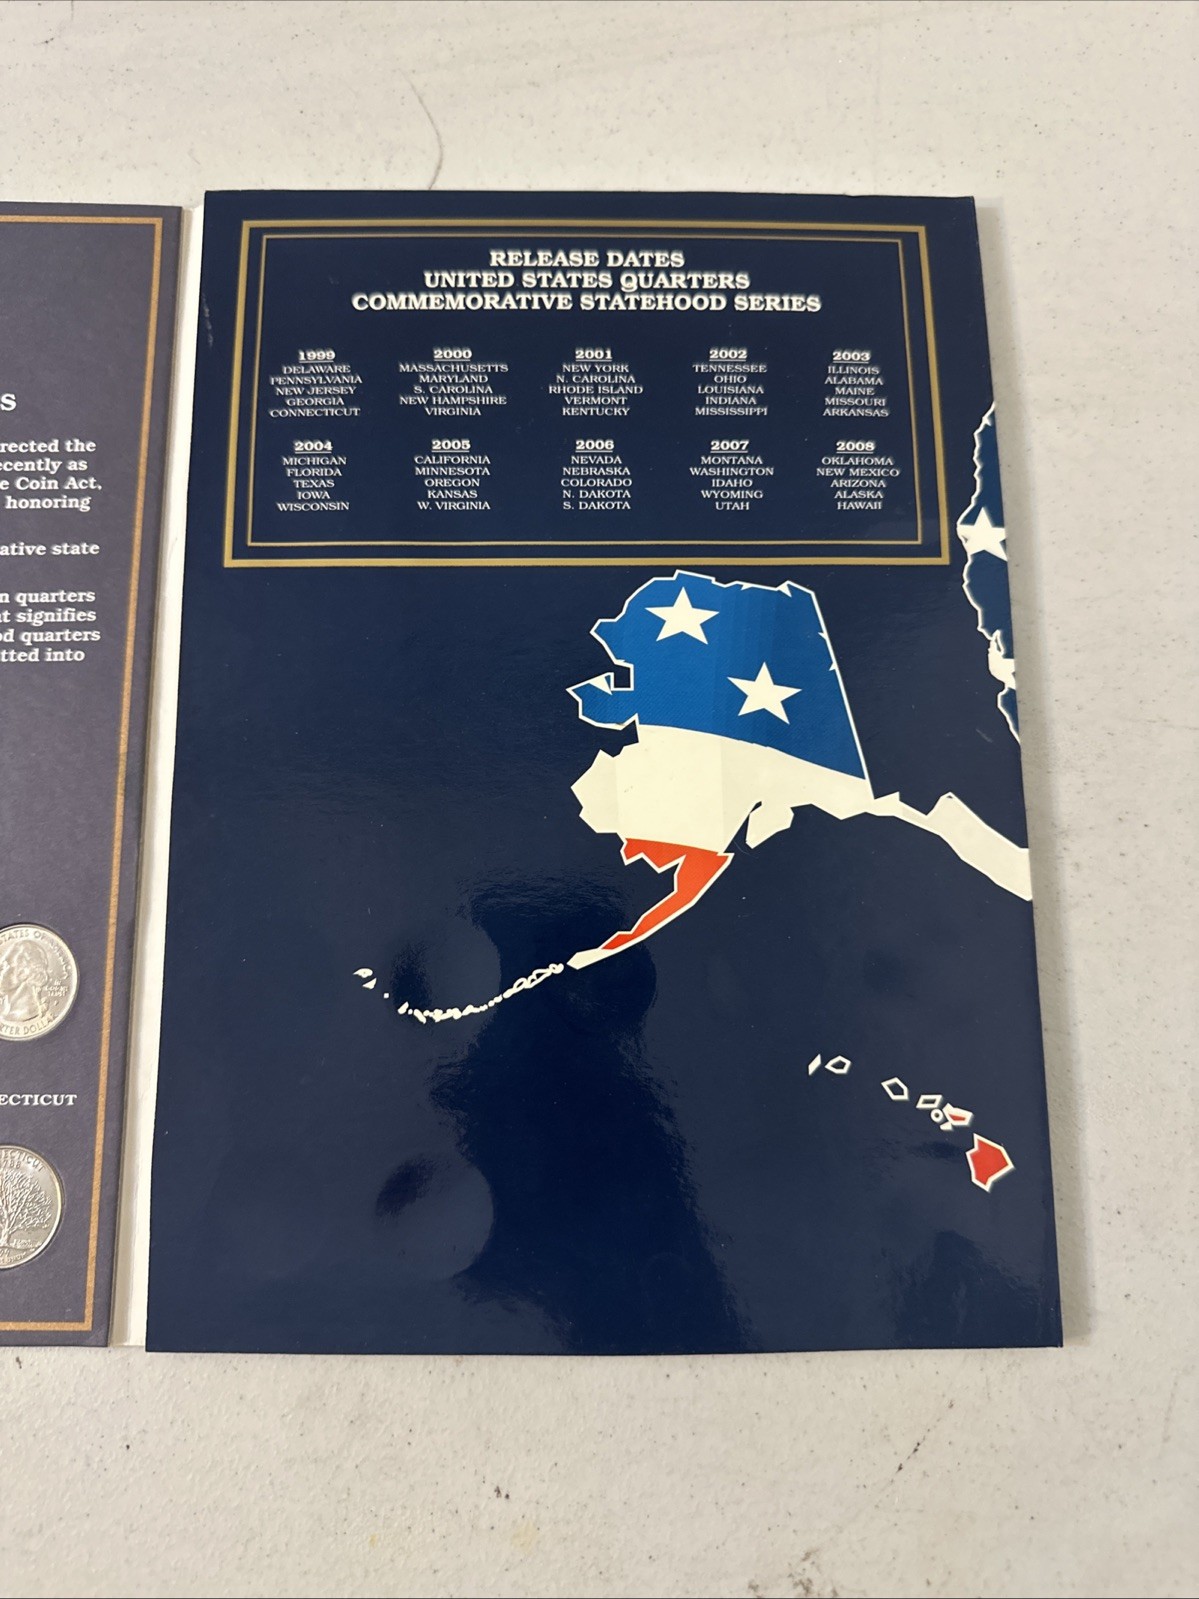 S
rected the
ecently as
e Coin Act,
honoring
ative state
n quarters
t signifies
od quarters
tted into
ECTICUT
RELEASE DATES
UNITED STATES QUARTERS
COMMEMORATIVE STATEHOOD SERIES
1999
DELAWARE
PENNSYLVANIA
NEW JERSEY
GEORGIA
CONNECTICUT
2000
MASSACHUSETTS
MARYLAND
S. CAROLINA
NEW HAMPSHIRE
VIRGINIA
2001
NEW YORK
N. CAROLINA
RHODE ISLAND
VERMONT
KENTUCKY
2002
TENNESSEE
OHIO
LOUISIANA
INDIANA
MISSISSIPPI
2003
ILLINOIS
ALABAMA
MAINE
MISSOURI
ARKANSAS
2004
MICHIGAN
FLORIDA
TEXAS
IOWA
WISCONSIN
2005
CALIFORNIA
MINNESOTA
OREGON
KANSAS
W. VIRGINIA
2006
NEVADA
NEBRASKA
COLORADO
N. DAKOTA
S. DAKOTA
2007
MONTANA
WASHINGTON
IDAHO
WYOMING
UTAH
2008
OKLAHOMA
NEW MEXICO
ARIZONA
ALASKA
HAWAII